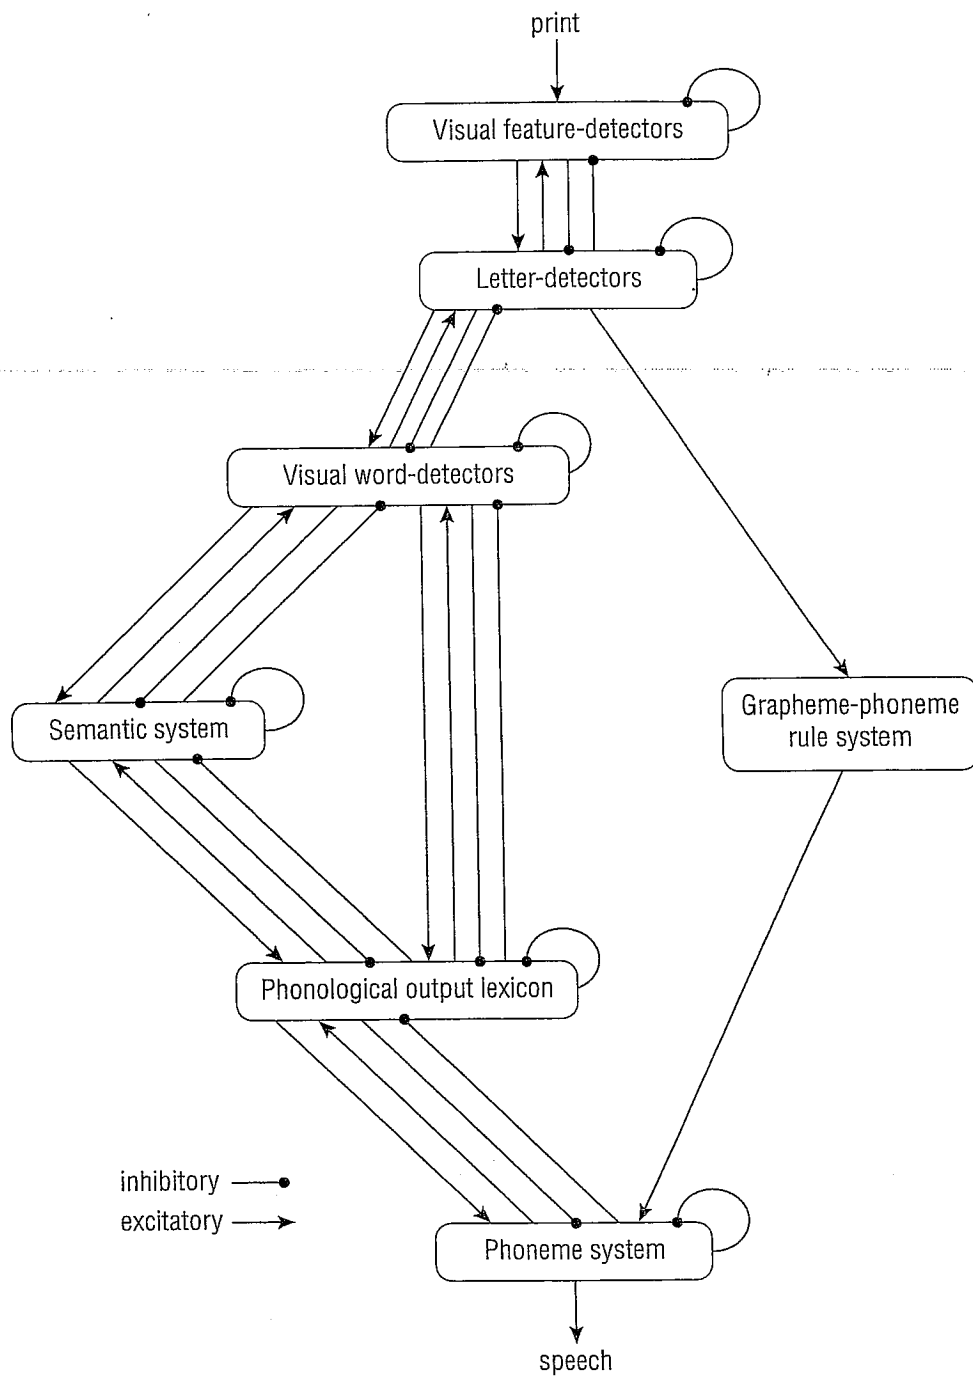 print
Visual feature-detectors
Letter-detectors
Visual word-detectors
Semantic system
Grapheme-phoneme
rule system
Phonological output lexicon
inhibitory
excitatory
Phoneme system
speech